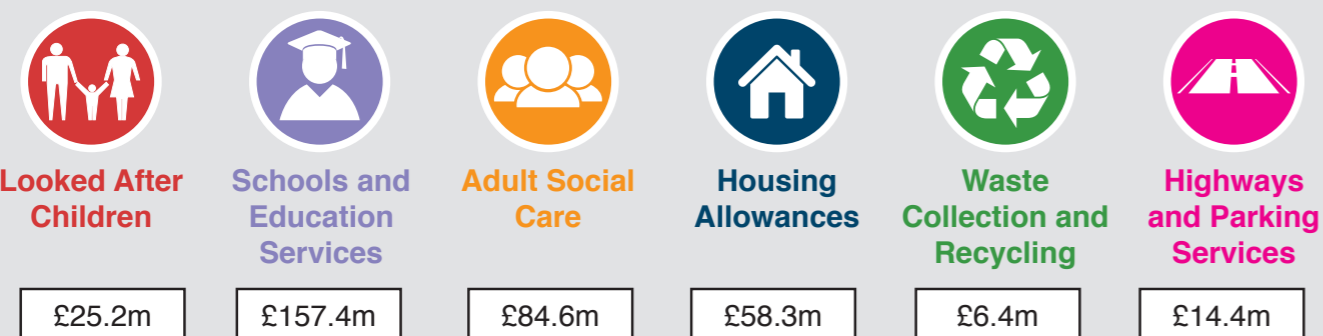 Looked After
Children
Schools and
Education
Services
Adult Social
Care
Housing
Allowances
Waste
Collection and
Recycling
Highways
and Parking
Services
£25.2m
£157.4m
£84.6m
£58.3m
£6.4m
£14.4m